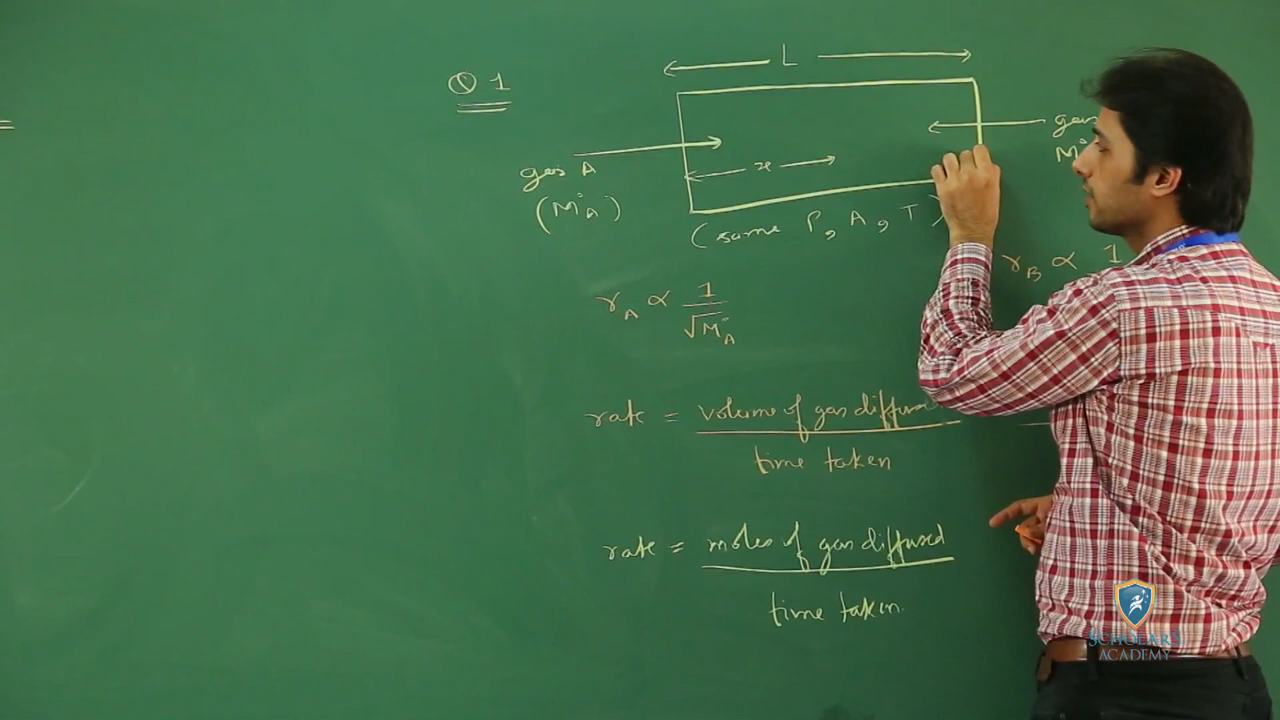 Q 1
L
gas A
(M°A)
x
gas
M°
(same P, A, T)
rA ∝ 1/√M°A
rB ∝ 1
rate = volume of gas diffused
time taken
rate = moles of gas diffused
time taken.
SCHOLARS
ACADEMY